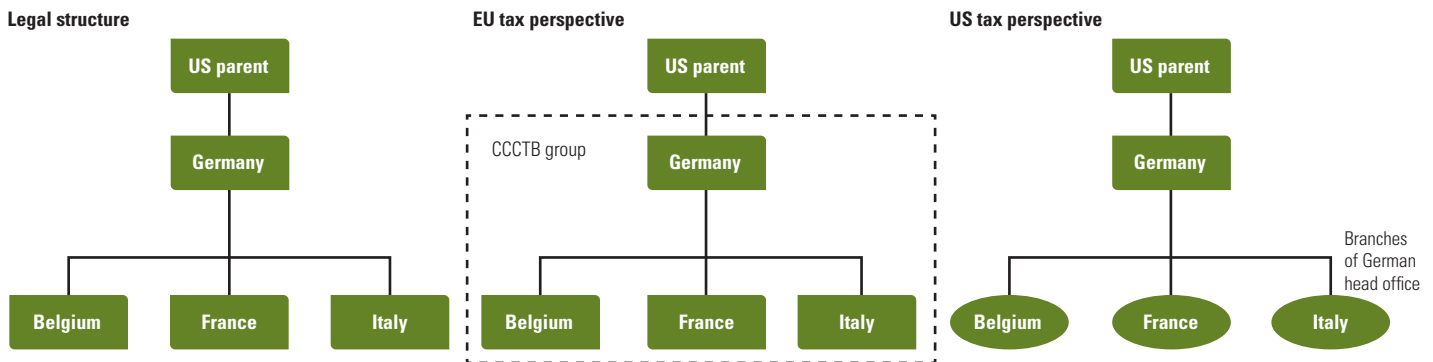 Legal structure
US parent
Germany
Belgium
France
Italy
EU tax perspective
US parent
CCCTB group
Germany
Belgium
France
Italy
US tax perspective
US parent
Germany
Branches
of German
head office
Belgium
France
Italy